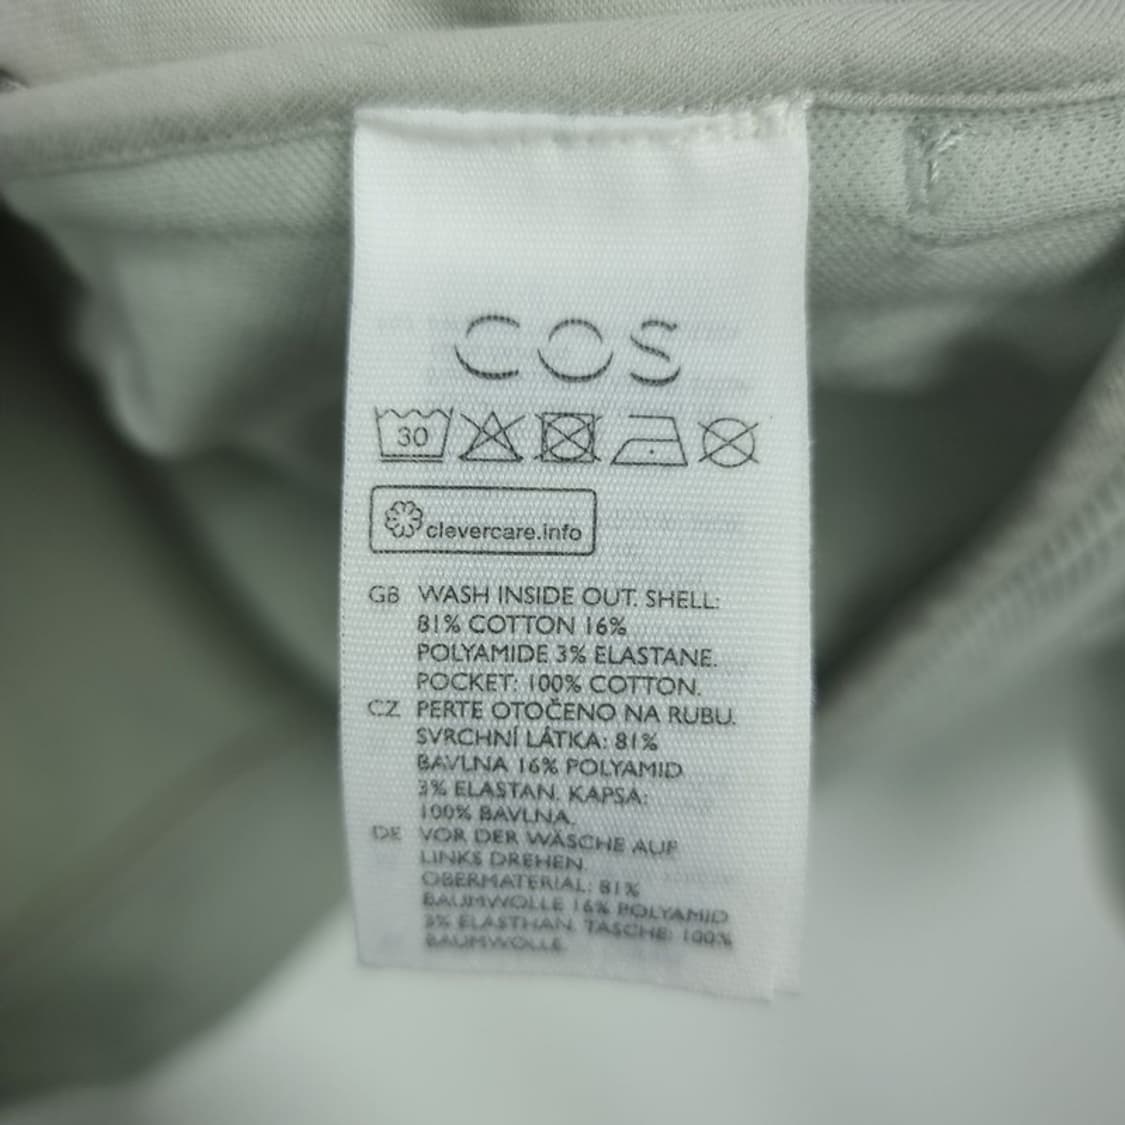 COS
30
clevercare.info
GB WASH INSIDE OUT. SHELL:
81% COTTON 16%
POLYAMIDE 3% ELASTANE.
POCKET: 100% COTTON.
CZ PERTE OTOČENO NA RUBU.
SVRCHNÍ LÁTKA: 81%
BAVLNA 16% POLYAMID
3% ELASTAN. KAPSA:
100% BAVLNA.
DE VOR DER WÄSCHE AUF
LINKS DREHEN.
OBERMATERIAL: 81%
BAUMWOLLE 16% POLYAMID
3% ELASTHAN. TASCHE: 100%
BAUMWOLLE.